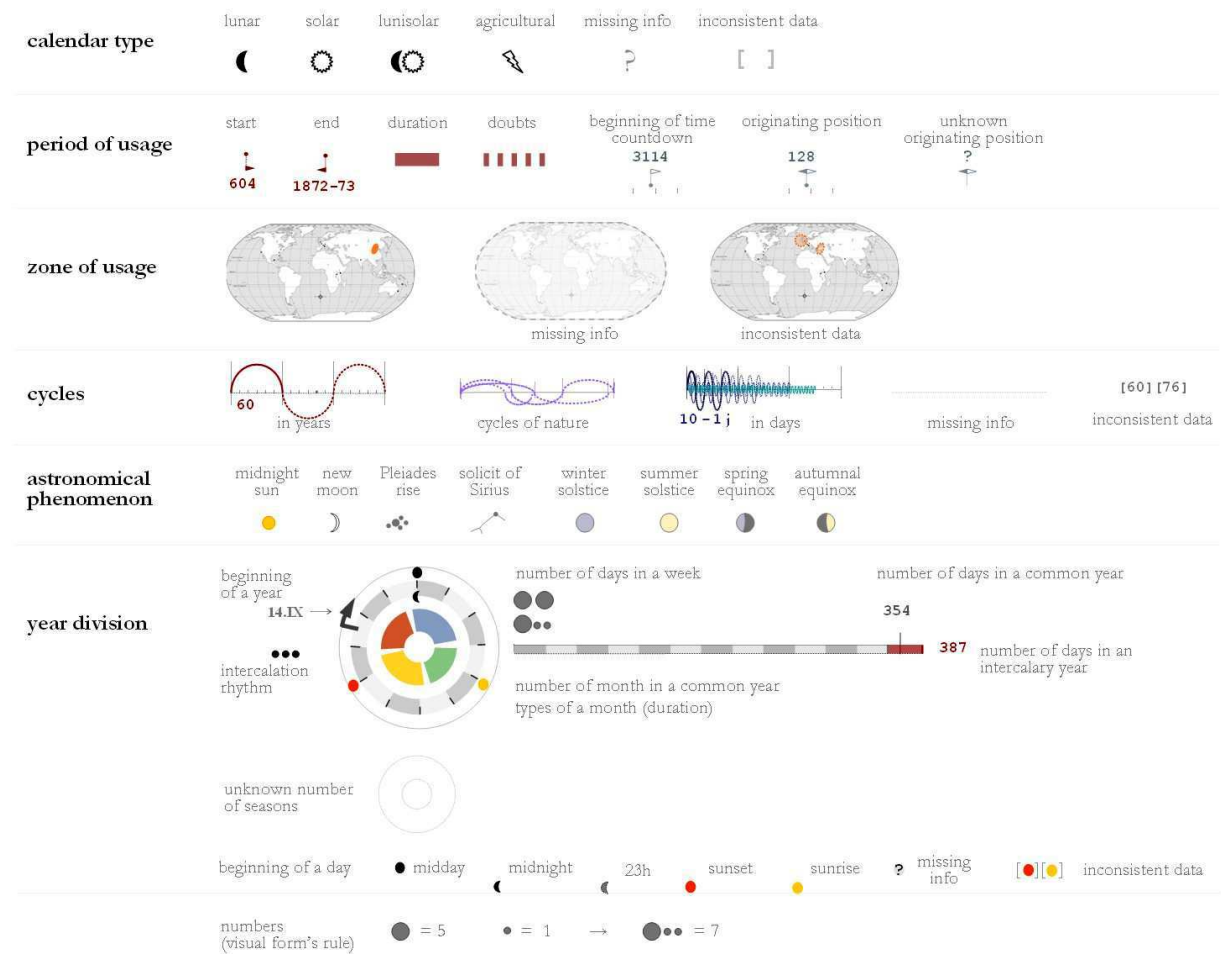 calendar type
lunar
solar
lunisolar
agricultural
missing info
inconsistent data
?
[ ]
period of usage
start
end
duration
doubts
beginning of time
countdown
originating position
unknown
originating position
604
1872-73
3114
128
?
zone of usage
missing info
inconsistent data
cycles
60
in years
cycles of nature
10 - 1 j
in days
missing info
[60] [76]
inconsistent data
astronomical
phenomenon
midnight
sun
new
moon
Pleiades
rise
solicit of
Sirius
winter
solstice
summer
solstice
spring
equinox
autumnal
equinox
year division
beginning
of a year
14.IX →
intercalation
rhythm
number of days in a week
number of days in a common year
354
387
number of days in an
intercalary year
number of month in a common year
types of a month (duration)
unknown number
of seasons
beginning of a day
midday
midnight
23h
sunset
sunrise
?
missing
info
[ ] [ ]
inconsistent data
numbers
(visual form's rule)
= 5
= 1
→
= 7